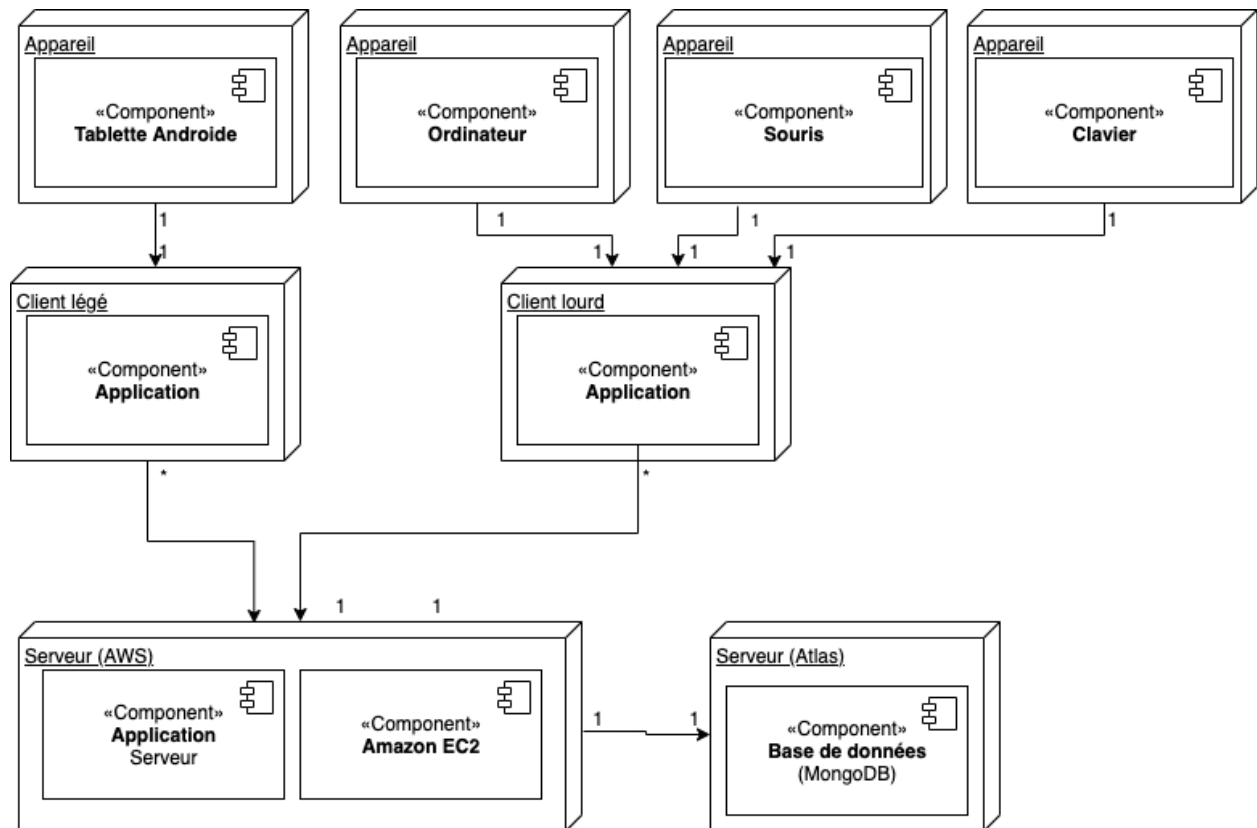 Appareil
«Component»
Tablette Androide
Appareil
«Component»
Ordinateur
Appareil
«Component»
Souris
Appareil
«Component»
Clavier
1
1
1
1
1
1
1
1
Client légé
«Component»
Application
Client lourd
«Component»
Application
*
*
1
1
Serveur (AWS)
«Component»
Application
Serveur
«Component»
Amazon EC2
1
1
Serveur (Atlas)
«Component»
Base de données
(MongoDB)